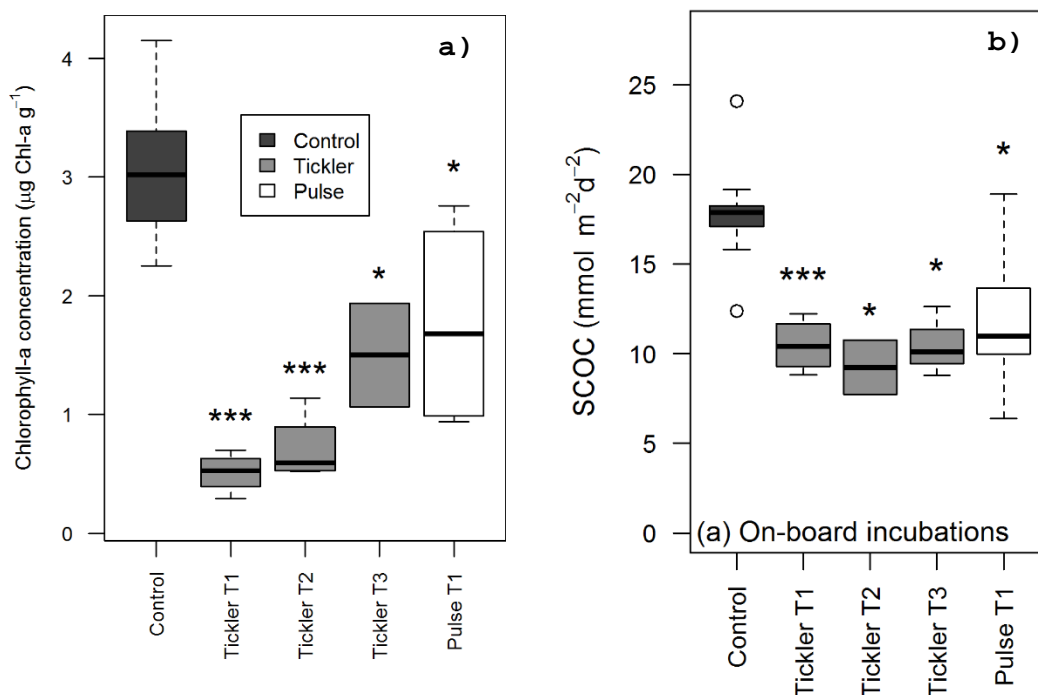 a)
Chlorophyll-a concentration (µg Chl-a g⁻¹)
4
3
2
1
0
Control
Tickler
Pulse
***
***
*
*
Control
Tickler T1
Tickler T2
Tickler T3
Pulse T1
b)
SCOC (mmol m⁻²d⁻²)
25
20
15
10
5
0
***
*
*
*
(a) On-board incubations
Control
Tickler T1
Tickler T2
Tickler T3
Pulse T1